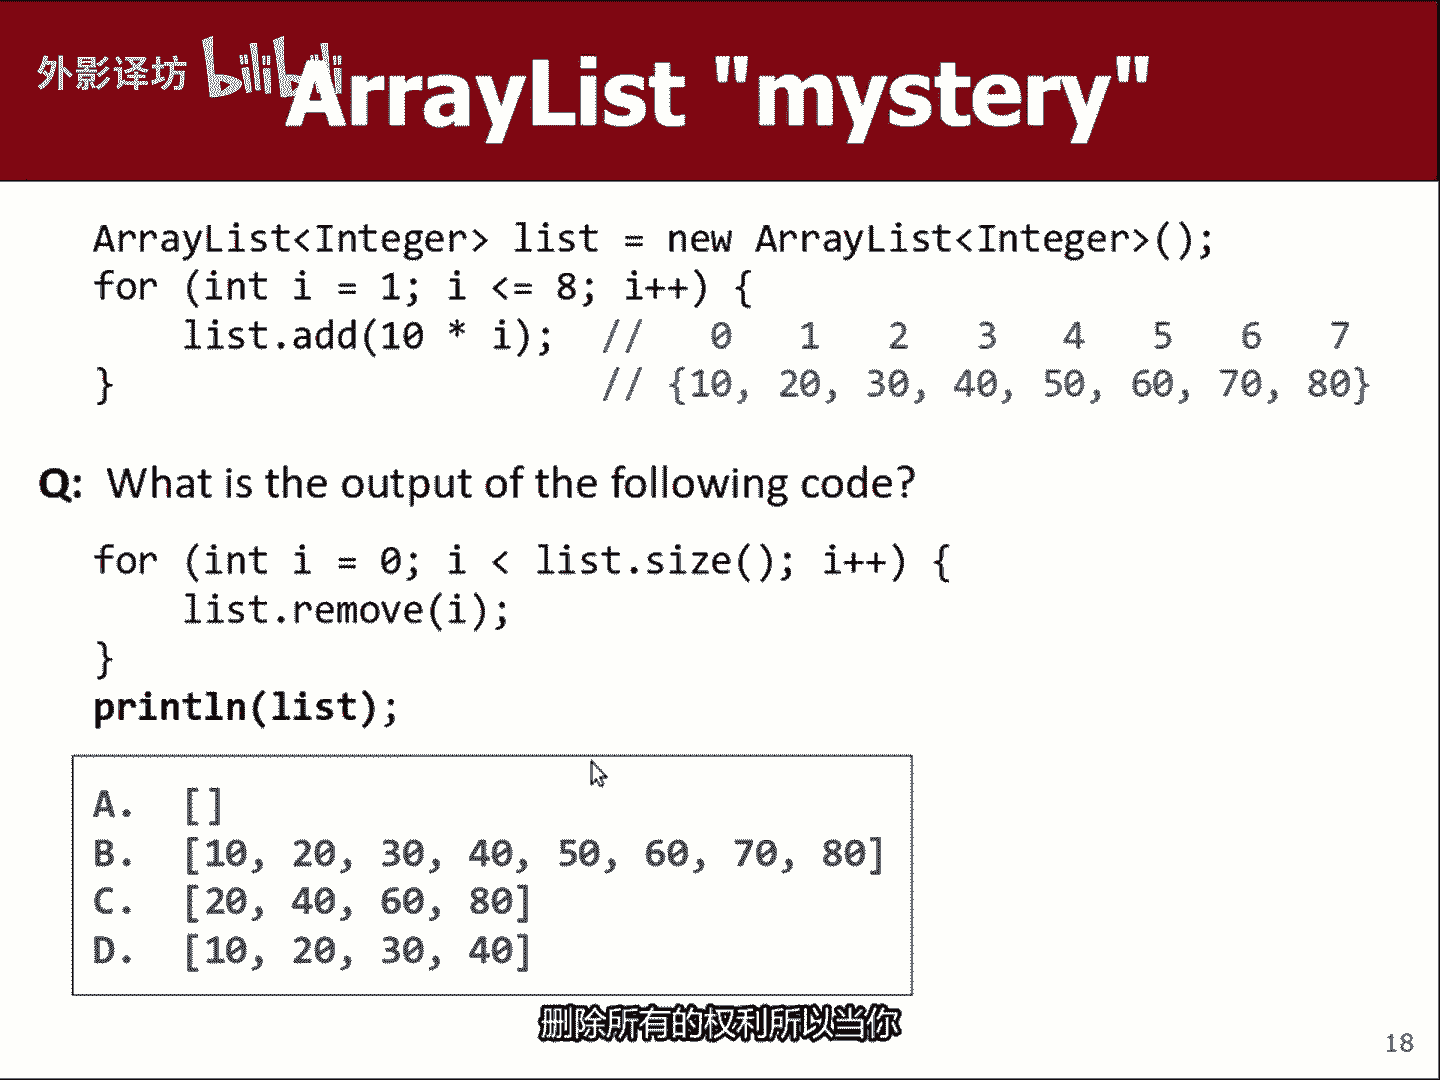 外影译坊 bilibili
ArrayList "mystery"
ArrayList<Integer> list = new ArrayList<Integer>();
for (int i = 1; i <= 8; i++) {
    list.add(10 * i);  //   0   1   2   3   4   5   6   7
}                      // {10, 20, 30, 40, 50, 60, 70, 80}
Q: What is the output of the following code?
for (int i = 0; i < list.size(); i++) {
    list.remove(i);
}
println(list);
A.  []
B.  [10, 20, 30, 40, 50, 60, 70, 80]
C.  [20, 40, 60, 80]
D.  [10, 20, 30, 40]
删除所有的权利所以当你
18